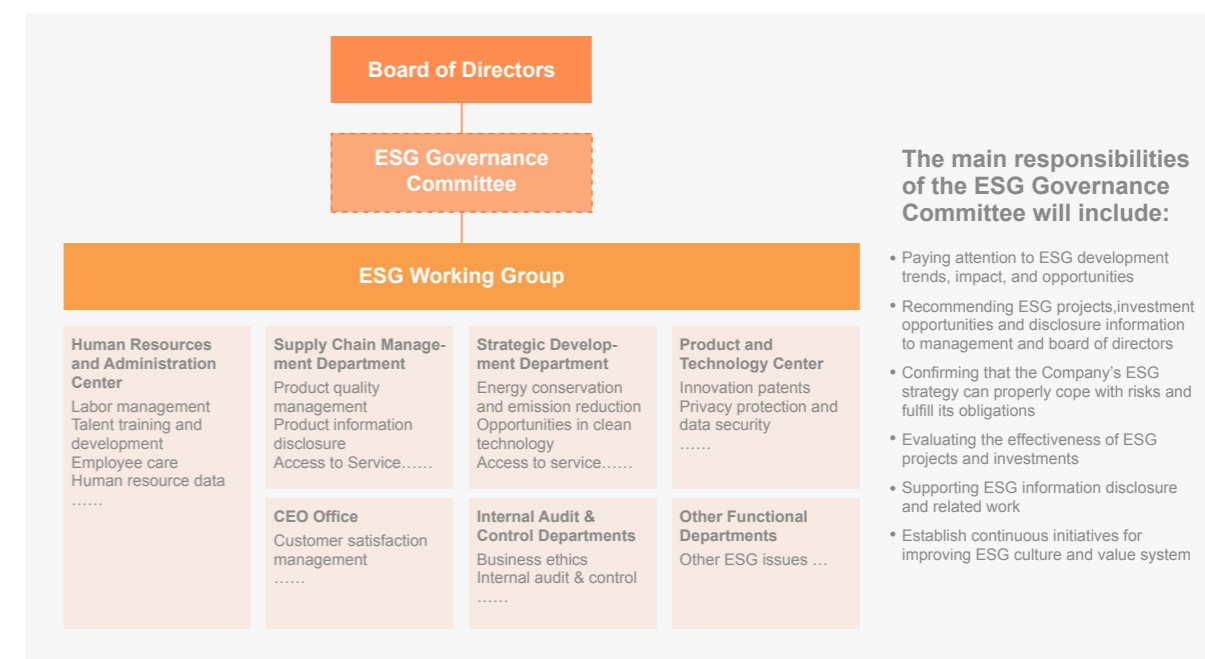 Board of Directors
ESG Governance
Committee
ESG Working Group
Human Resources
and Administration
Center
Labor management
Talent training and
development
Employee care
Human resource data
……
Supply Chain Manage-
ment Department
Product quality
management
Product information
disclosure
Access to Service……
Strategic Develop-
ment Department
Energy conservation
and emission reduction
Opportunities in clean
technology
Access to service……
Product and
Technology Center
Innovation patents
Privacy protection and
data security
……
CEO Office
Customer satisfaction
management
……
Internal Audit &
Control Departments
Business ethics
Internal audit & control
……
Other Functional
Departments
Other ESG issues …
The main responsibilities
of the ESG Governance
Committee will include:
• Paying attention to ESG development
trends, impact, and opportunities
• Recommending ESG projects,investment
opportunities and disclosure information
to management and board of directors
• Confirming that the Company's ESG
strategy can properly cope with risks and
fulfill its obligations
• Evaluating the effectiveness of ESG
projects and investments
• Supporting ESG information disclosure
and related work
• Establish continuous initiatives for
improving ESG culture and value system